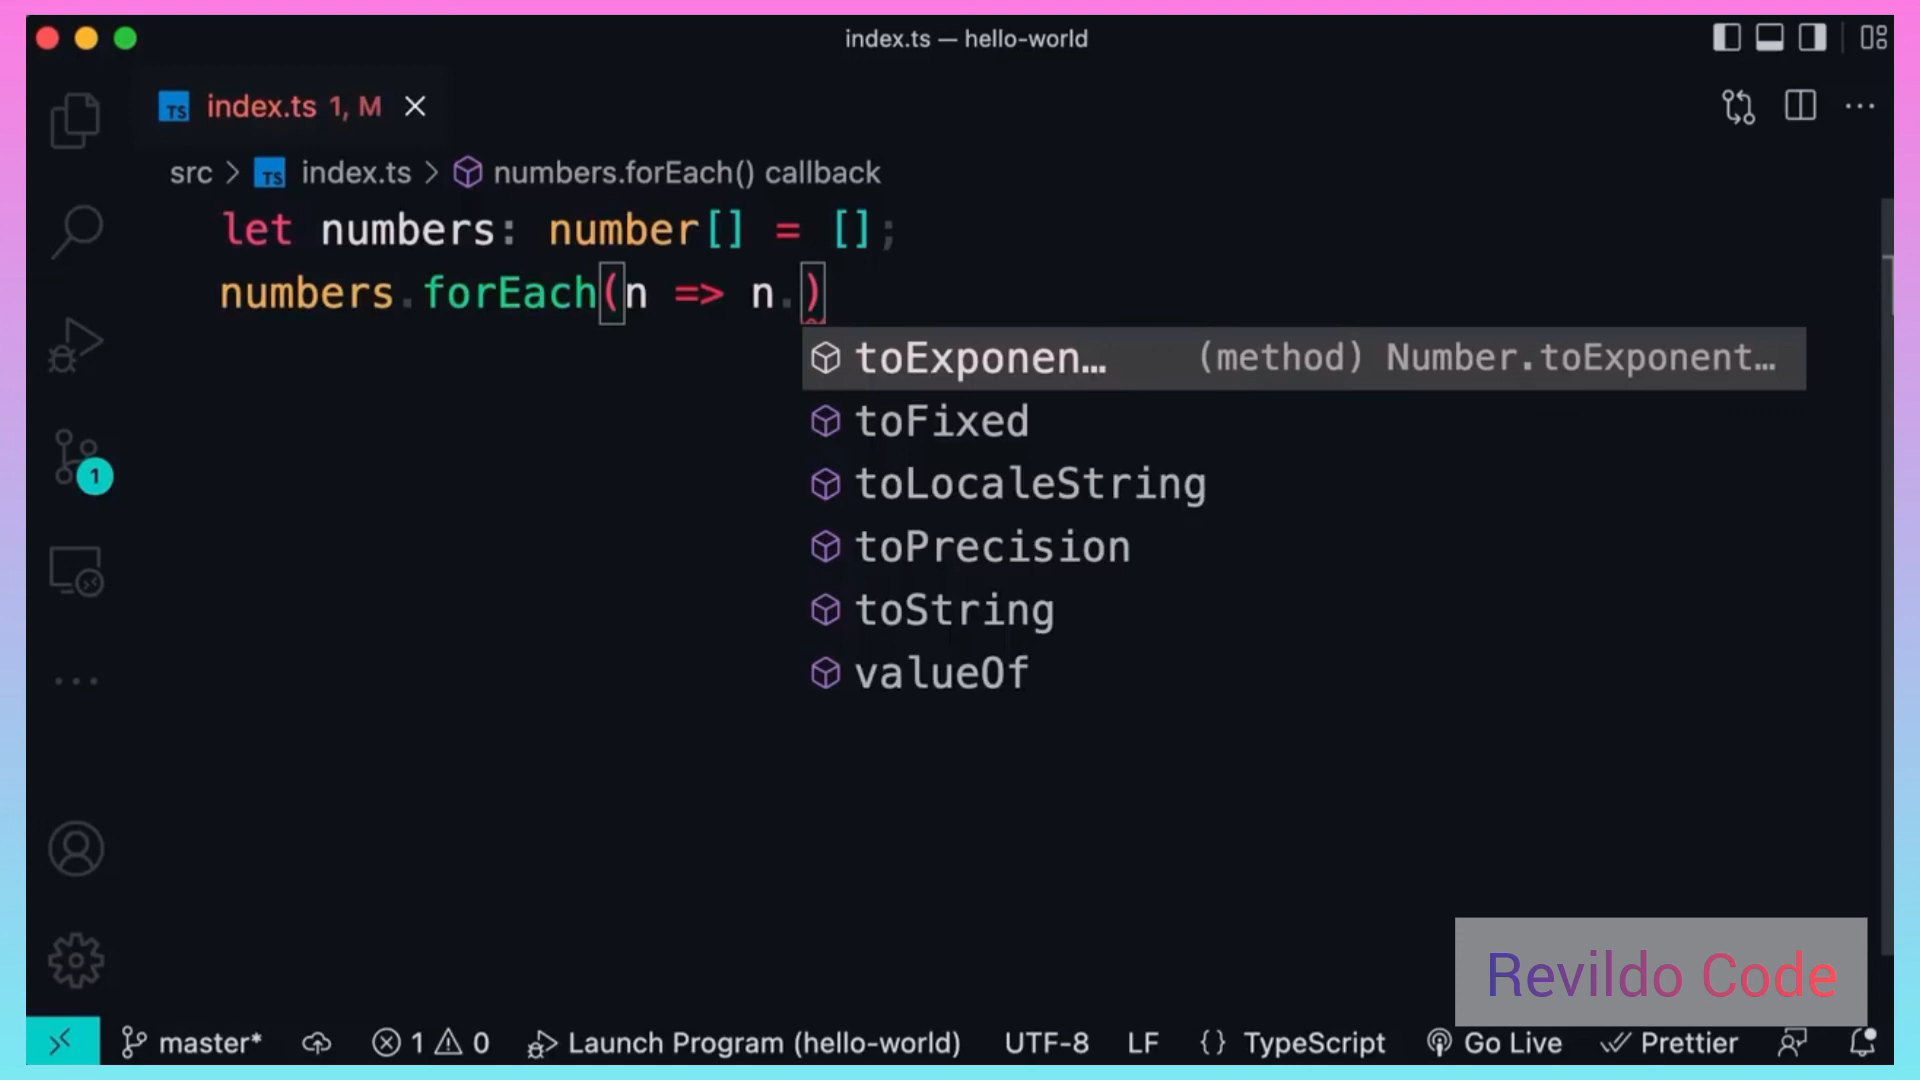 index.ts — hello-world
TS index.ts 1, M
src > TS index.ts > numbers.forEach() callback
let numbers: number[] = [];
numbers.forEach(n => n.)
toExponen… (method) Number.toExponent…
toFixed
toLocaleString
toPrecision
toString
valueOf
1
Revildo Code
master* 1 0 Launch Program (hello-world) UTF-8 LF {} TypeScript Go Live Prettier